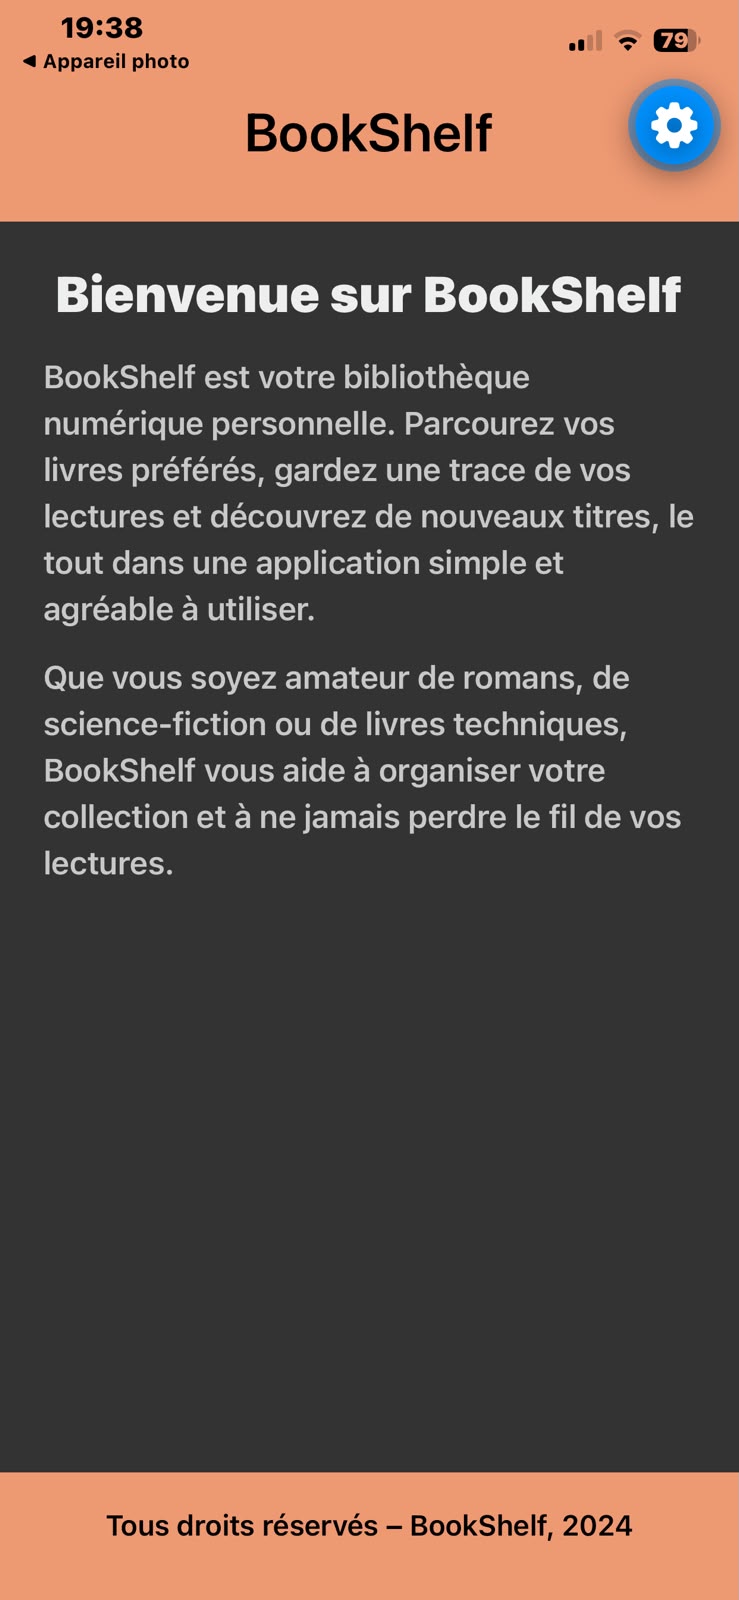 19:38
79
◀ Appareil photo
BookShelf
Bienvenue sur BookShelf
BookShelf est votre bibliothèque
numérique personnelle. Parcourez vos
livres préférés, gardez une trace de vos
lectures et découvrez de nouveaux titres, le
tout dans une application simple et
agréable à utiliser.
Que vous soyez amateur de romans, de
science-fiction ou de livres techniques,
BookShelf vous aide à organiser votre
collection et à ne jamais perdre le fil de vos
lectures.
Tous droits réservés – BookShelf, 2024